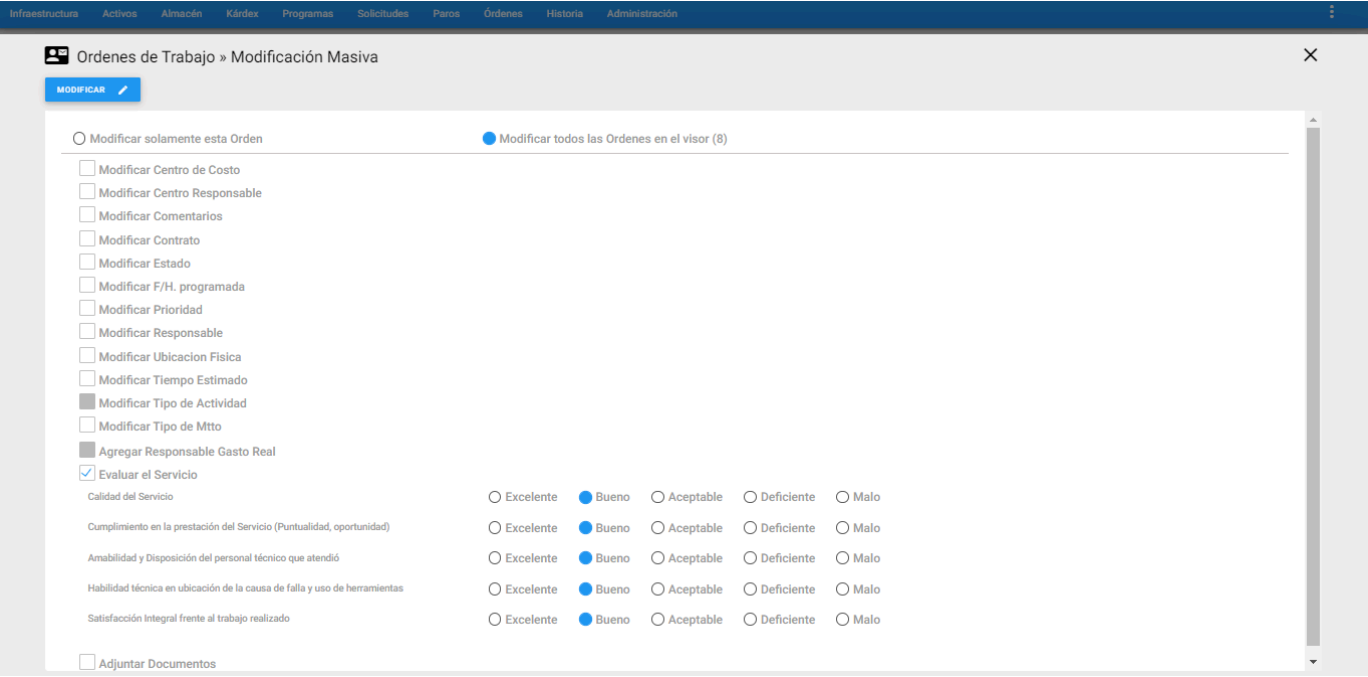 Infraestructura Activos Almacén Kárdex Programas Solicitudes Paros Órdenes Historia Administración
Ordenes de Trabajo » Modificación Masiva
MODIFICAR
Modificar solamente esta Orden Modificar todos las Ordenes en el visor (8)
Modificar Centro de Costo
Modificar Centro Responsable
Modificar Comentarios
Modificar Contrato
Modificar Estado
Modificar F/H. programada
Modificar Prioridad
Modificar Responsable
Modificar Ubicacion Fisica
Modificar Tiempo Estimado
Modificar Tipo de Actividad
Modificar Tipo de Mtto
Agregar Responsable Gasto Real
Evaluar el Servicio
Calidad del Servicio Excelente Bueno Aceptable Deficiente Malo
Cumplimiento en la prestación del Servicio (Puntualidad, oportunidad) Excelente Bueno Aceptable Deficiente Malo
Amabilidad y Disposición del personal técnico que atendió Excelente Bueno Aceptable Deficiente Malo
Habilidad técnica en ubicación de la causa de falla y uso de herramientas Excelente Bueno Aceptable Deficiente Malo
Satisfacción Integral frente al trabajo realizado Excelente Bueno Aceptable Deficiente Malo
Adjuntar Documentos